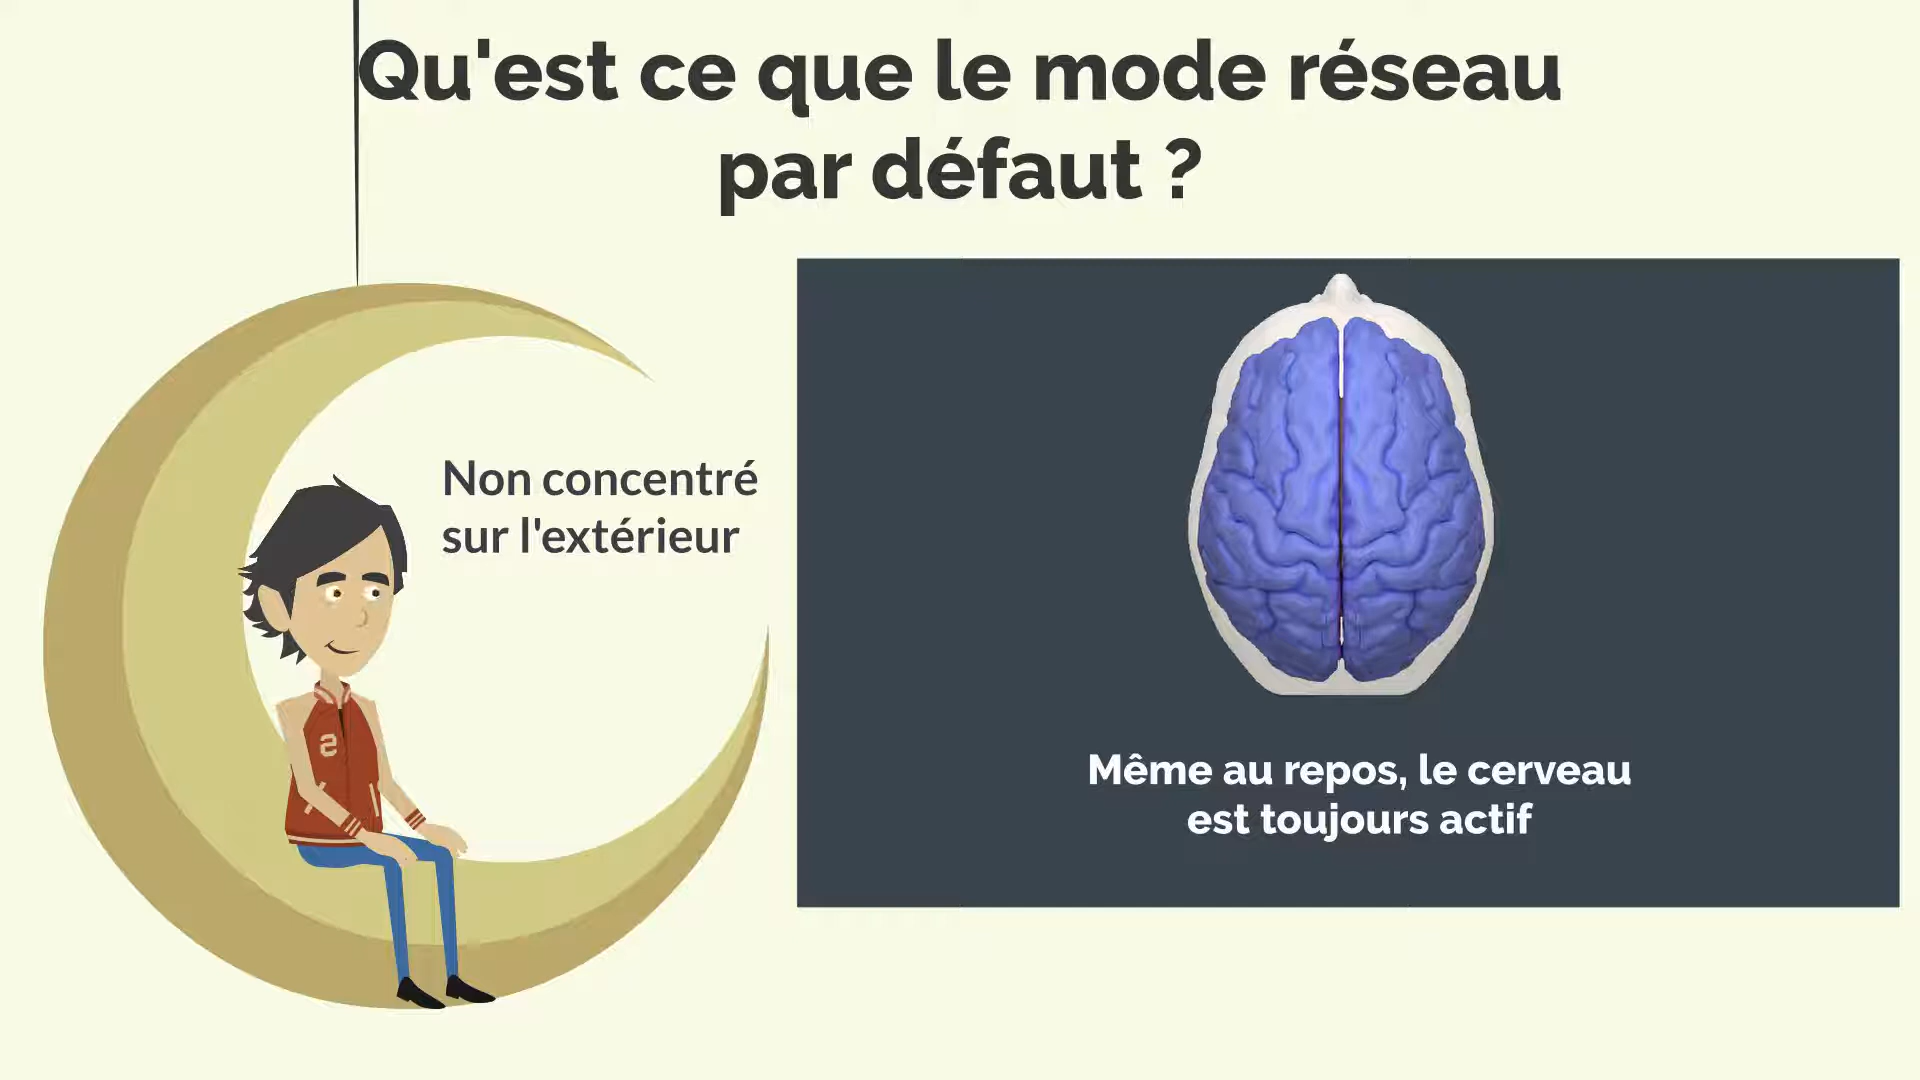 Qu'est ce que le mode réseau
par défaut ?
Non concentré
sur l'extérieur
2
Même au repos, le cerveau
est toujours actif